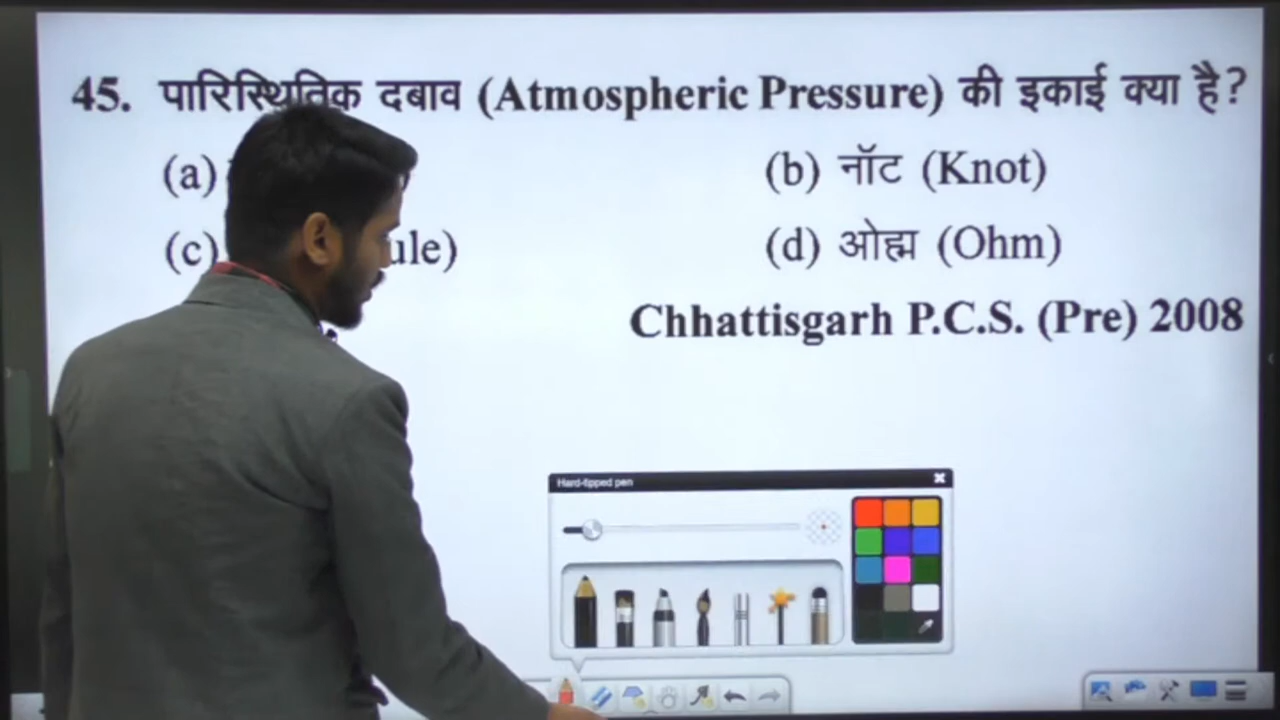 45. पारिस्थितिक दबाव (Atmospheric Pressure) की इकाई क्या है?
(a)
(b) नॉट (Knot)
(c) ule)
(d) ओह्म (Ohm)
Chhattisgarh P.C.S. (Pre) 2008
Hard-tipped pen